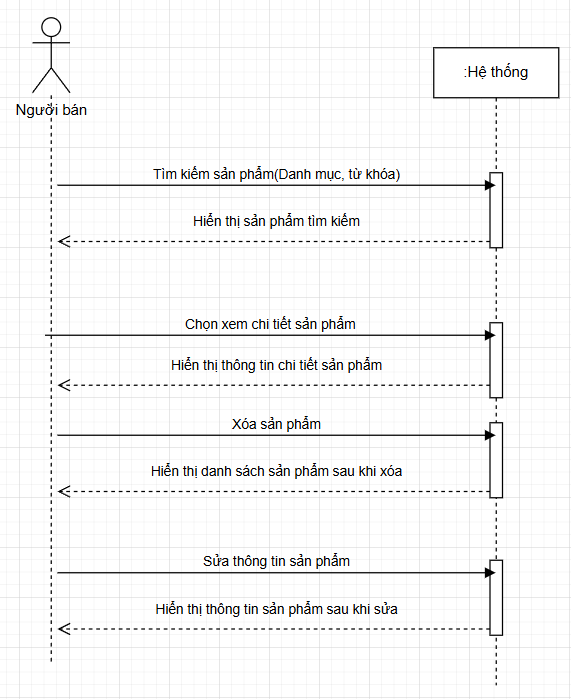 Người bán
:Hệ thống
Tìm kiếm sản phẩm(Danh mục, từ khóa)
Hiển thị sản phẩm tìm kiếm
Chọn xem chi tiết sản phẩm
Hiển thị thông tin chi tiết sản phẩm
Xóa sản phẩm
Hiển thị danh sách sản phẩm sau khi xóa
Sửa thông tin sản phẩm
Hiển thị thông tin sản phẩm sau khi sửa